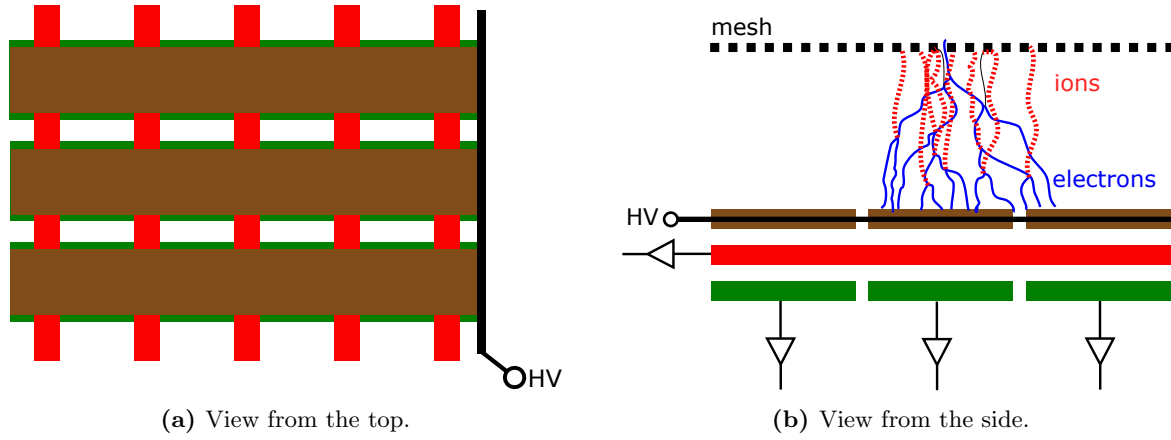 HV
(a) View from the top.
mesh
ions
electrons
HV
(b) View from the side.